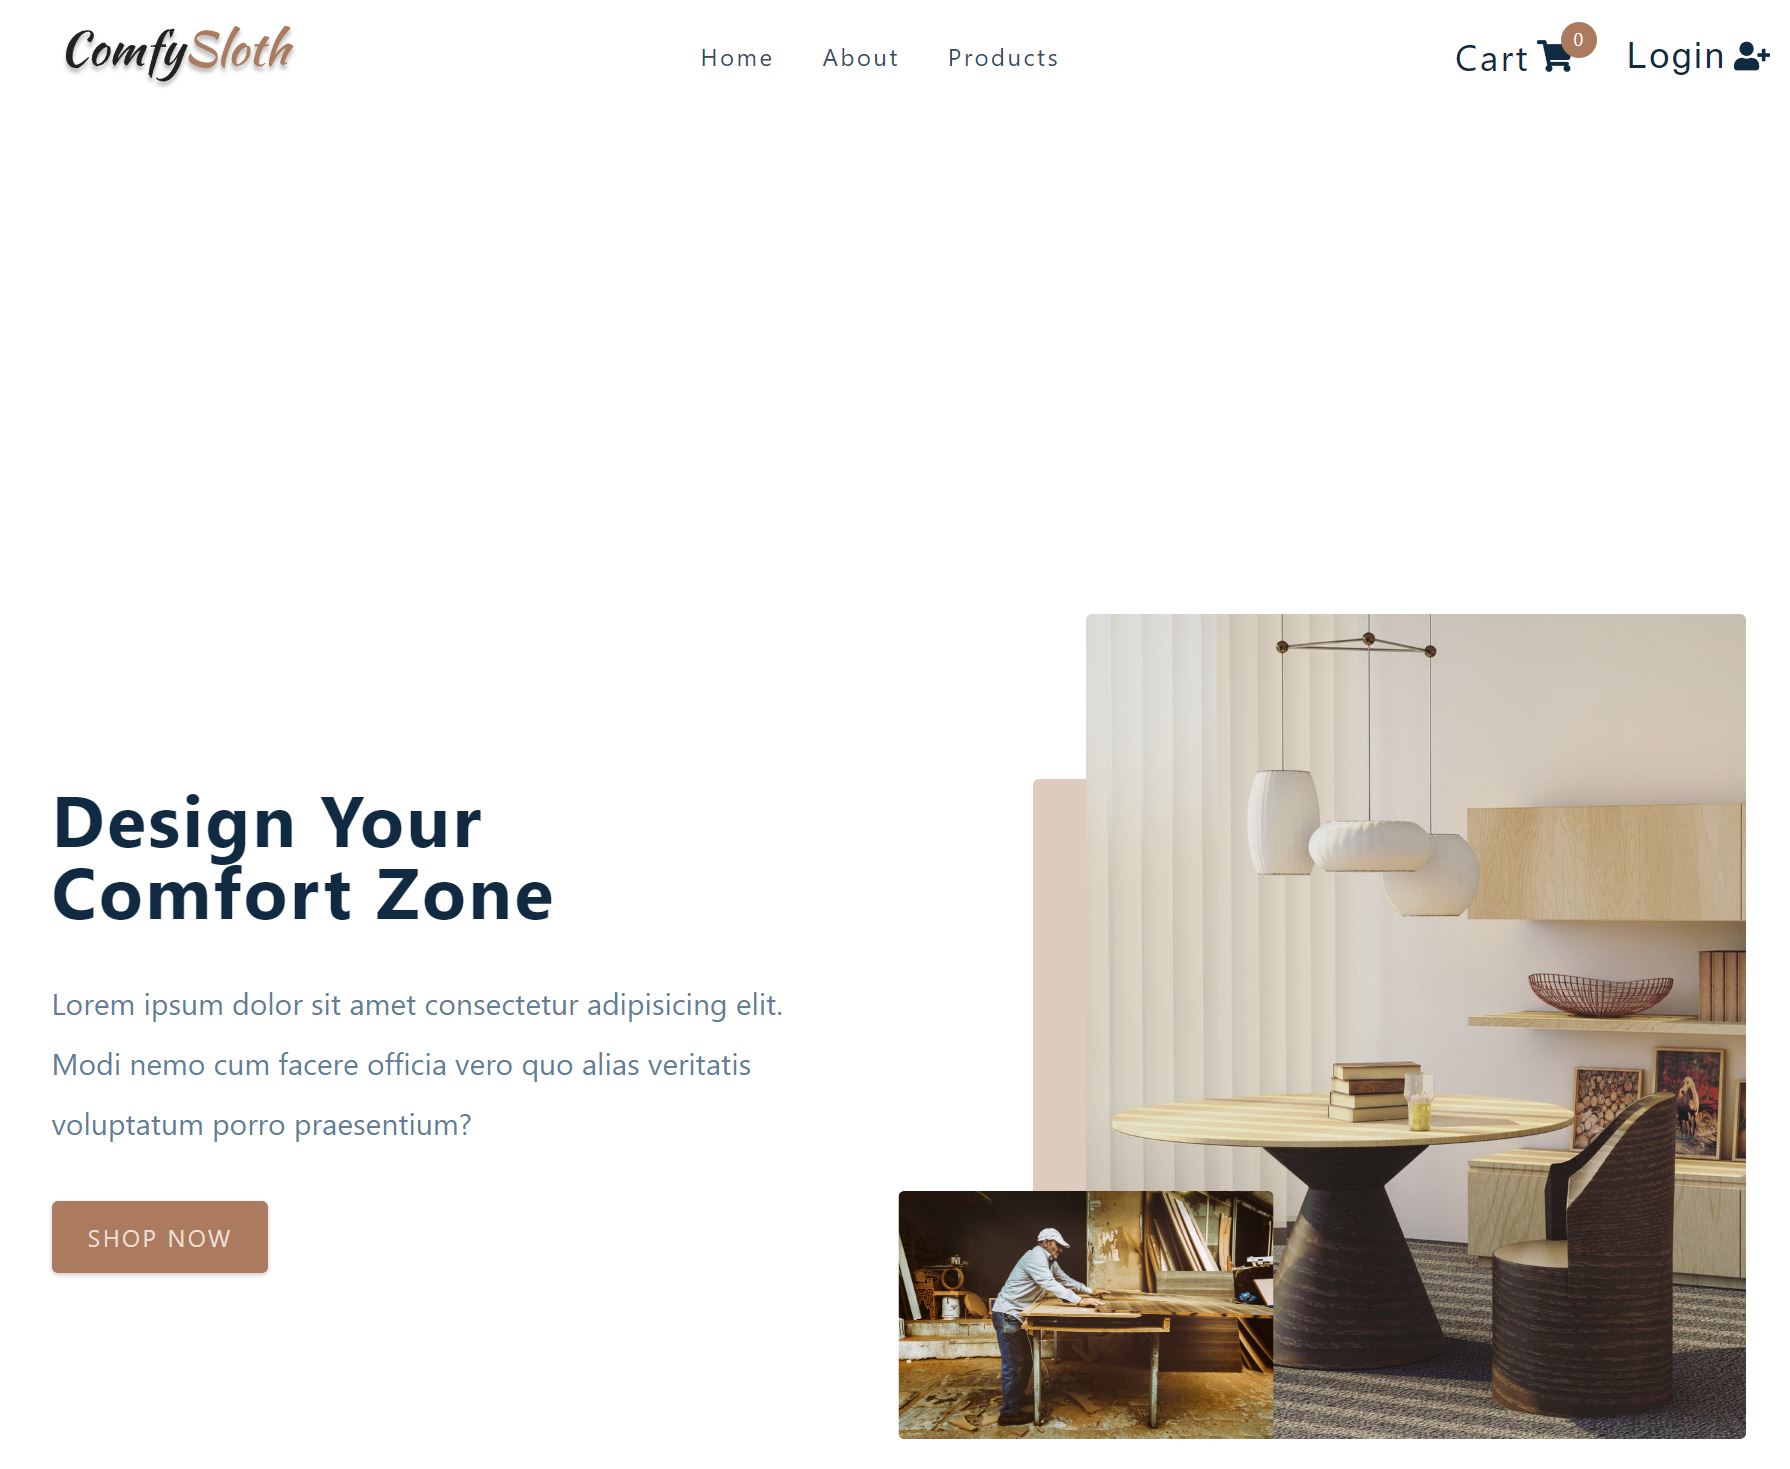 ComfySloth
Home About Products
Cart 0 Login
Design Your
Comfort Zone
Lorem ipsum dolor sit amet consectetur adipisicing elit.
Modi nemo cum facere officia vero quo alias veritatis
voluptatum porro praesentium?
SHOP NOW